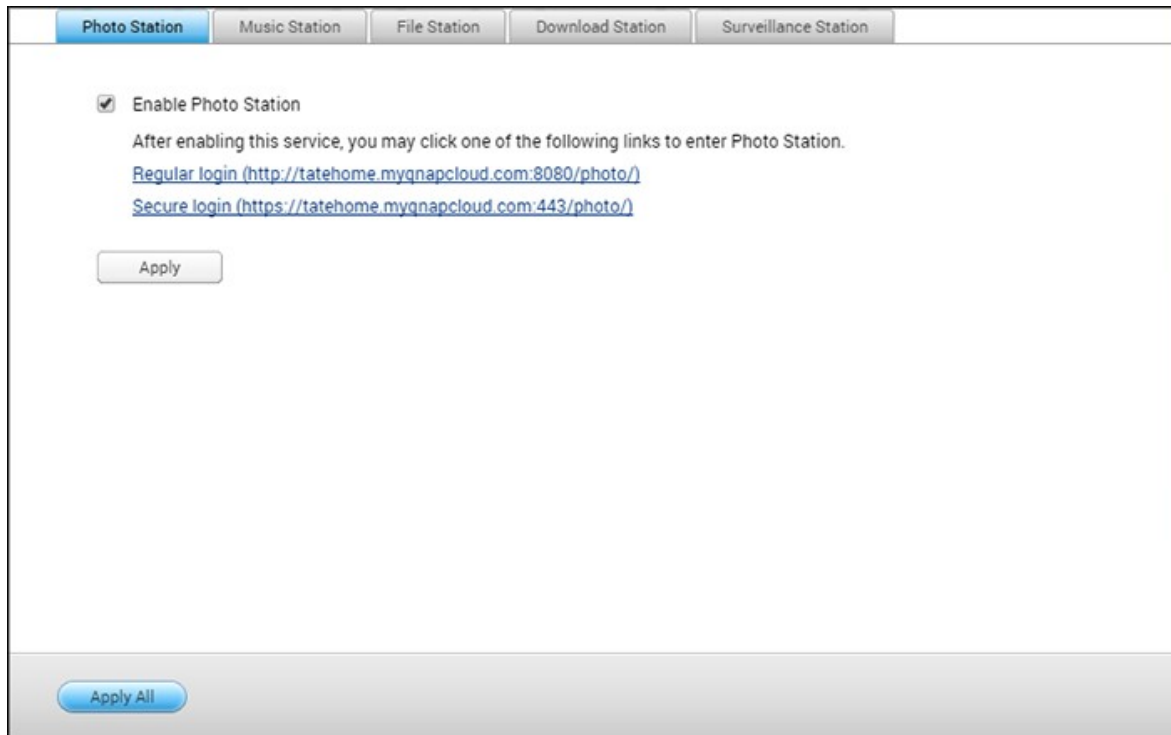 Photo Station Music Station File Station Download Station Surveillance Station
Enable Photo Station
After enabling this service, you may click one of the following links to enter Photo Station.
Regular login (http://tatehome.myqnapcloud.com:8080/photo/)
Secure login (https://tatehome.myqnapcloud.com:443/photo/)
Apply
Apply All